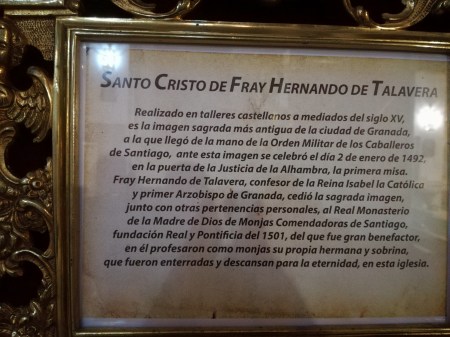 SANTO CRISTO DE FRAY HERNANDO DE TALAVERA
Realizado en talleres castellanos a mediados del siglo XV,
es la imagen sagrada más antigua de la ciudad de Granada,
a la que llegó de la mano de la Orden Militar de los Caballeros
de Santiago, ante esta imagen se celebró el día 2 de enero de 1492,
en la puerta de la Justicia de la Alhambra, la primera misa.
Fray Hernando de Talavera, confesor de la Reina Isabel la Católica
y primer Arzobispo de Granada, cedió la sagrada imagen,
junto con otras pertenencias personales, al Real Monasterio
de la Madre de Dios de Monjas Comendadoras de Santiago,
fundación Real y Pontificia del 1501, del que fue gran benefactor,
en él profesaron como monjas su propia hermana y sobrina,
que fueron enterradas y descansan para la eternidad, en esta iglesia.